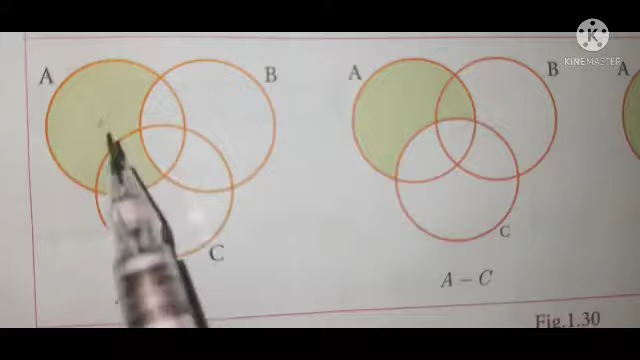 KINEMASTER
A B A B A
C C
A – C
Fig.1.30